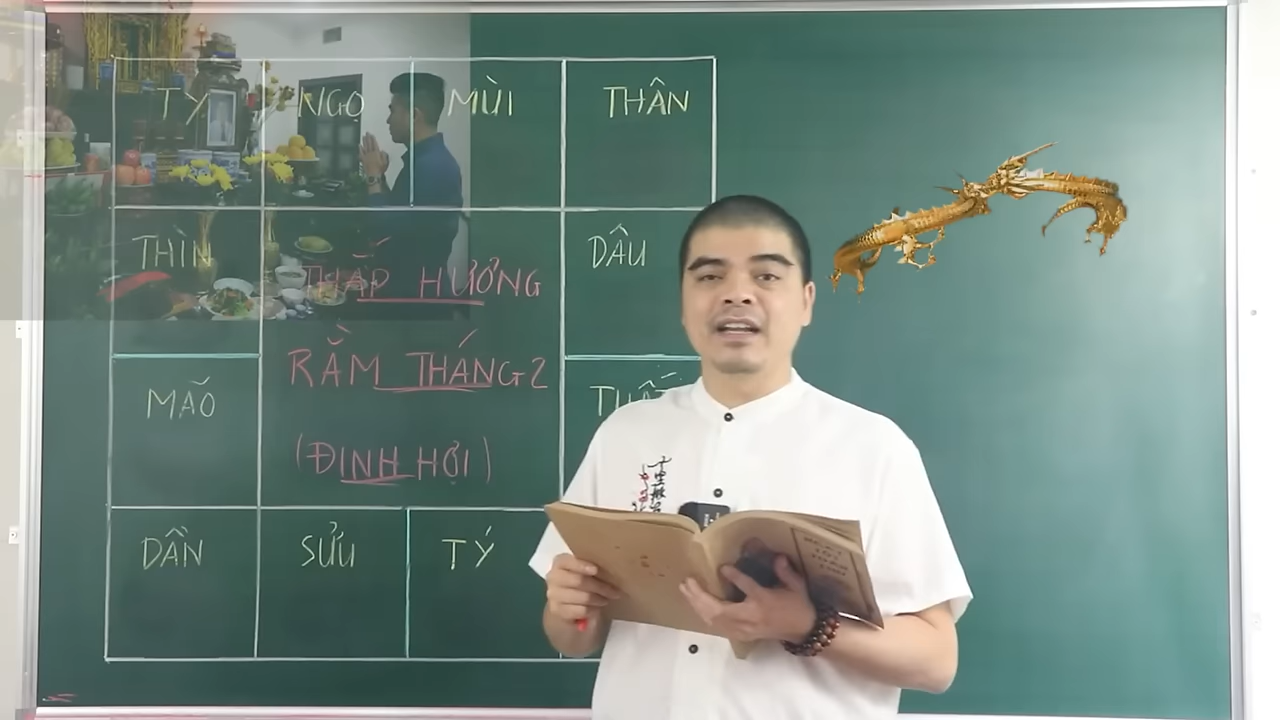 TỴ NGỌ MÙI THÂN
THÌN DẬU
THẮP HƯƠNG
RẰM THÁNG 2
MÃO
(ĐINH HỢI)
DẦN SỬU TÝ